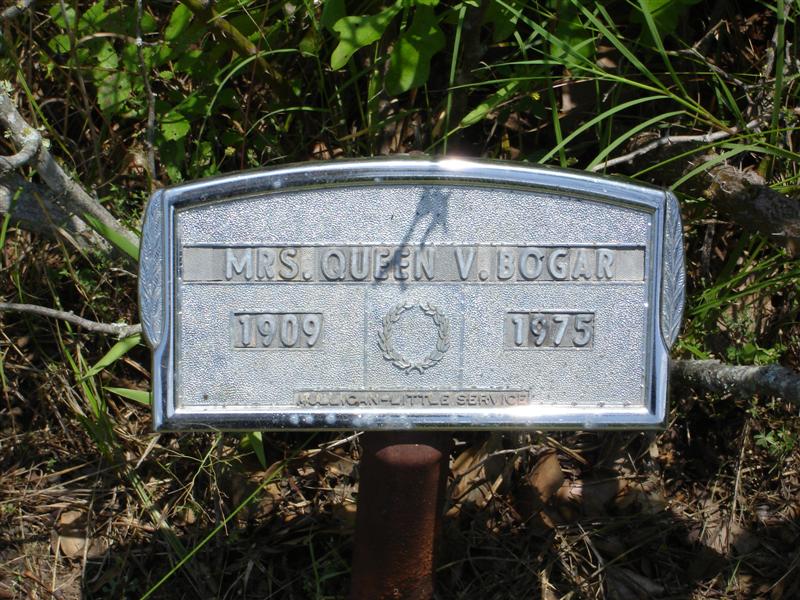 MRS. QUEEN V. BOGAR
1909 1975
MULLIGAN-LITTLE SERVICE